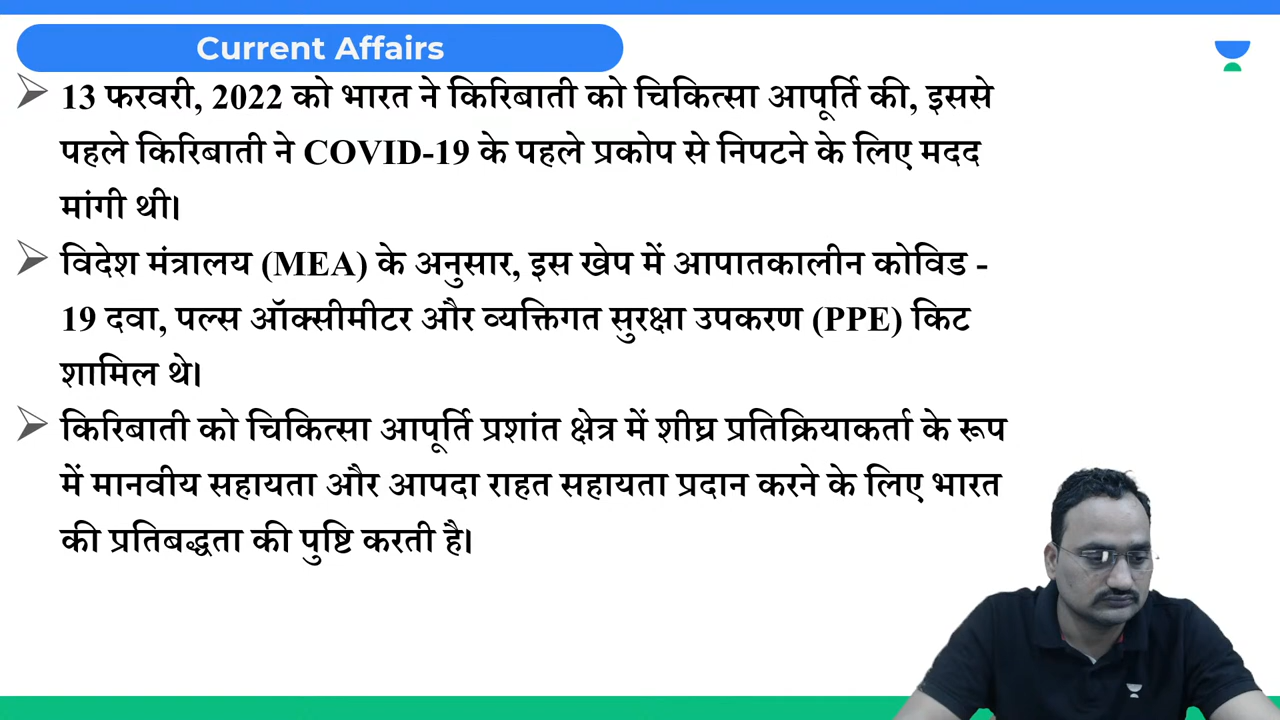 Current Affairs
13 फरवरी, 2022 को भारत ने किरिबाती को चिकित्सा आपूर्ति की, इससे
पहले किरिबाती ने COVID-19 के पहले प्रकोप से निपटने के लिए मदद
मांगी थी।
विदेश मंत्रालय (MEA) के अनुसार, इस खेप में आपातकालीन कोविड -
19 दवा, पल्स ऑक्सीमीटर और व्यक्तिगत सुरक्षा उपकरण (PPE) किट
शामिल थे।
किरिबाती को चिकित्सा आपूर्ति प्रशांत क्षेत्र में शीघ्र प्रतिक्रियाकर्ता के रूप
में मानवीय सहायता और आपदा राहत सहायता प्रदान करने के लिए भारत
की प्रतिबद्धता की पुष्टि करती है।